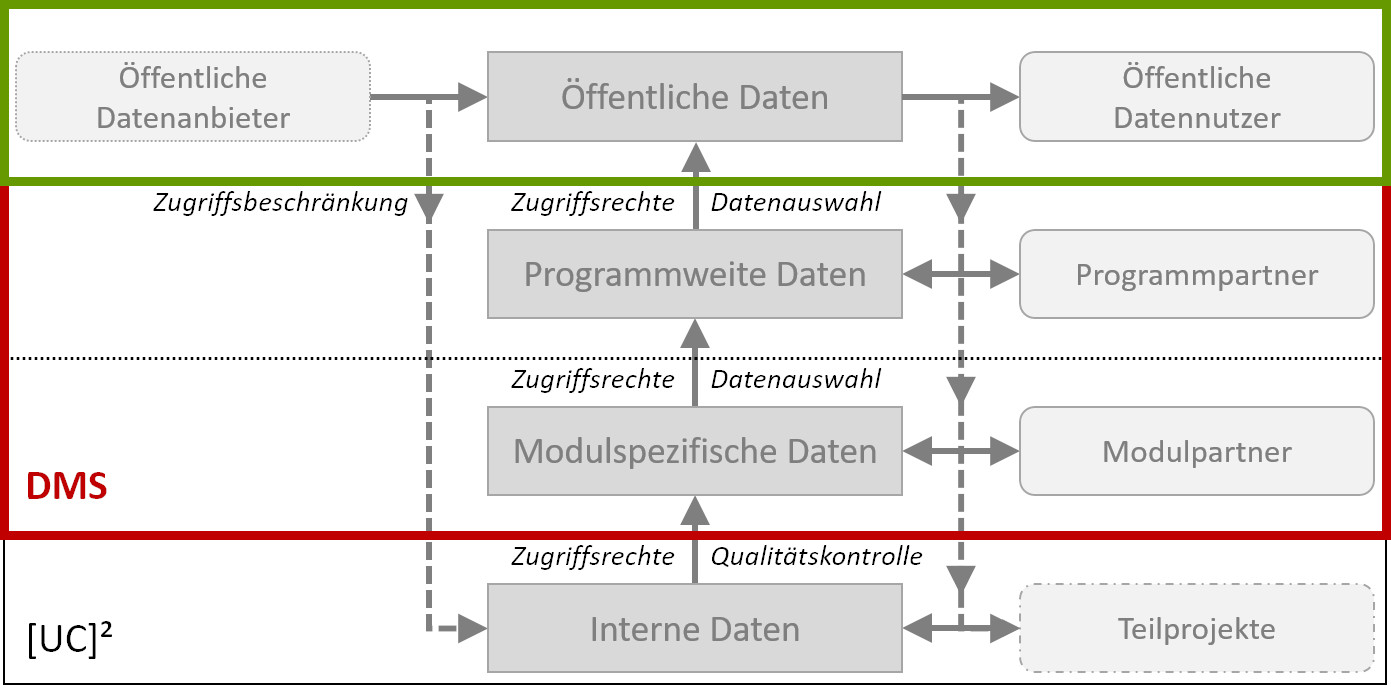 Öffentliche
Datenanbieter
Öffentliche Daten
Öffentliche
Datennutzer
Zugriffsbeschränkung
Zugriffsrechte
Datenauswahl
Programmweite Daten
Programmpartner
Zugriffsrechte
Datenauswahl
Modulspezifische Daten
Modulpartner
DMS
Zugriffsrechte
Qualitätskontrolle
[UC]²
Interne Daten
Teilprojekte